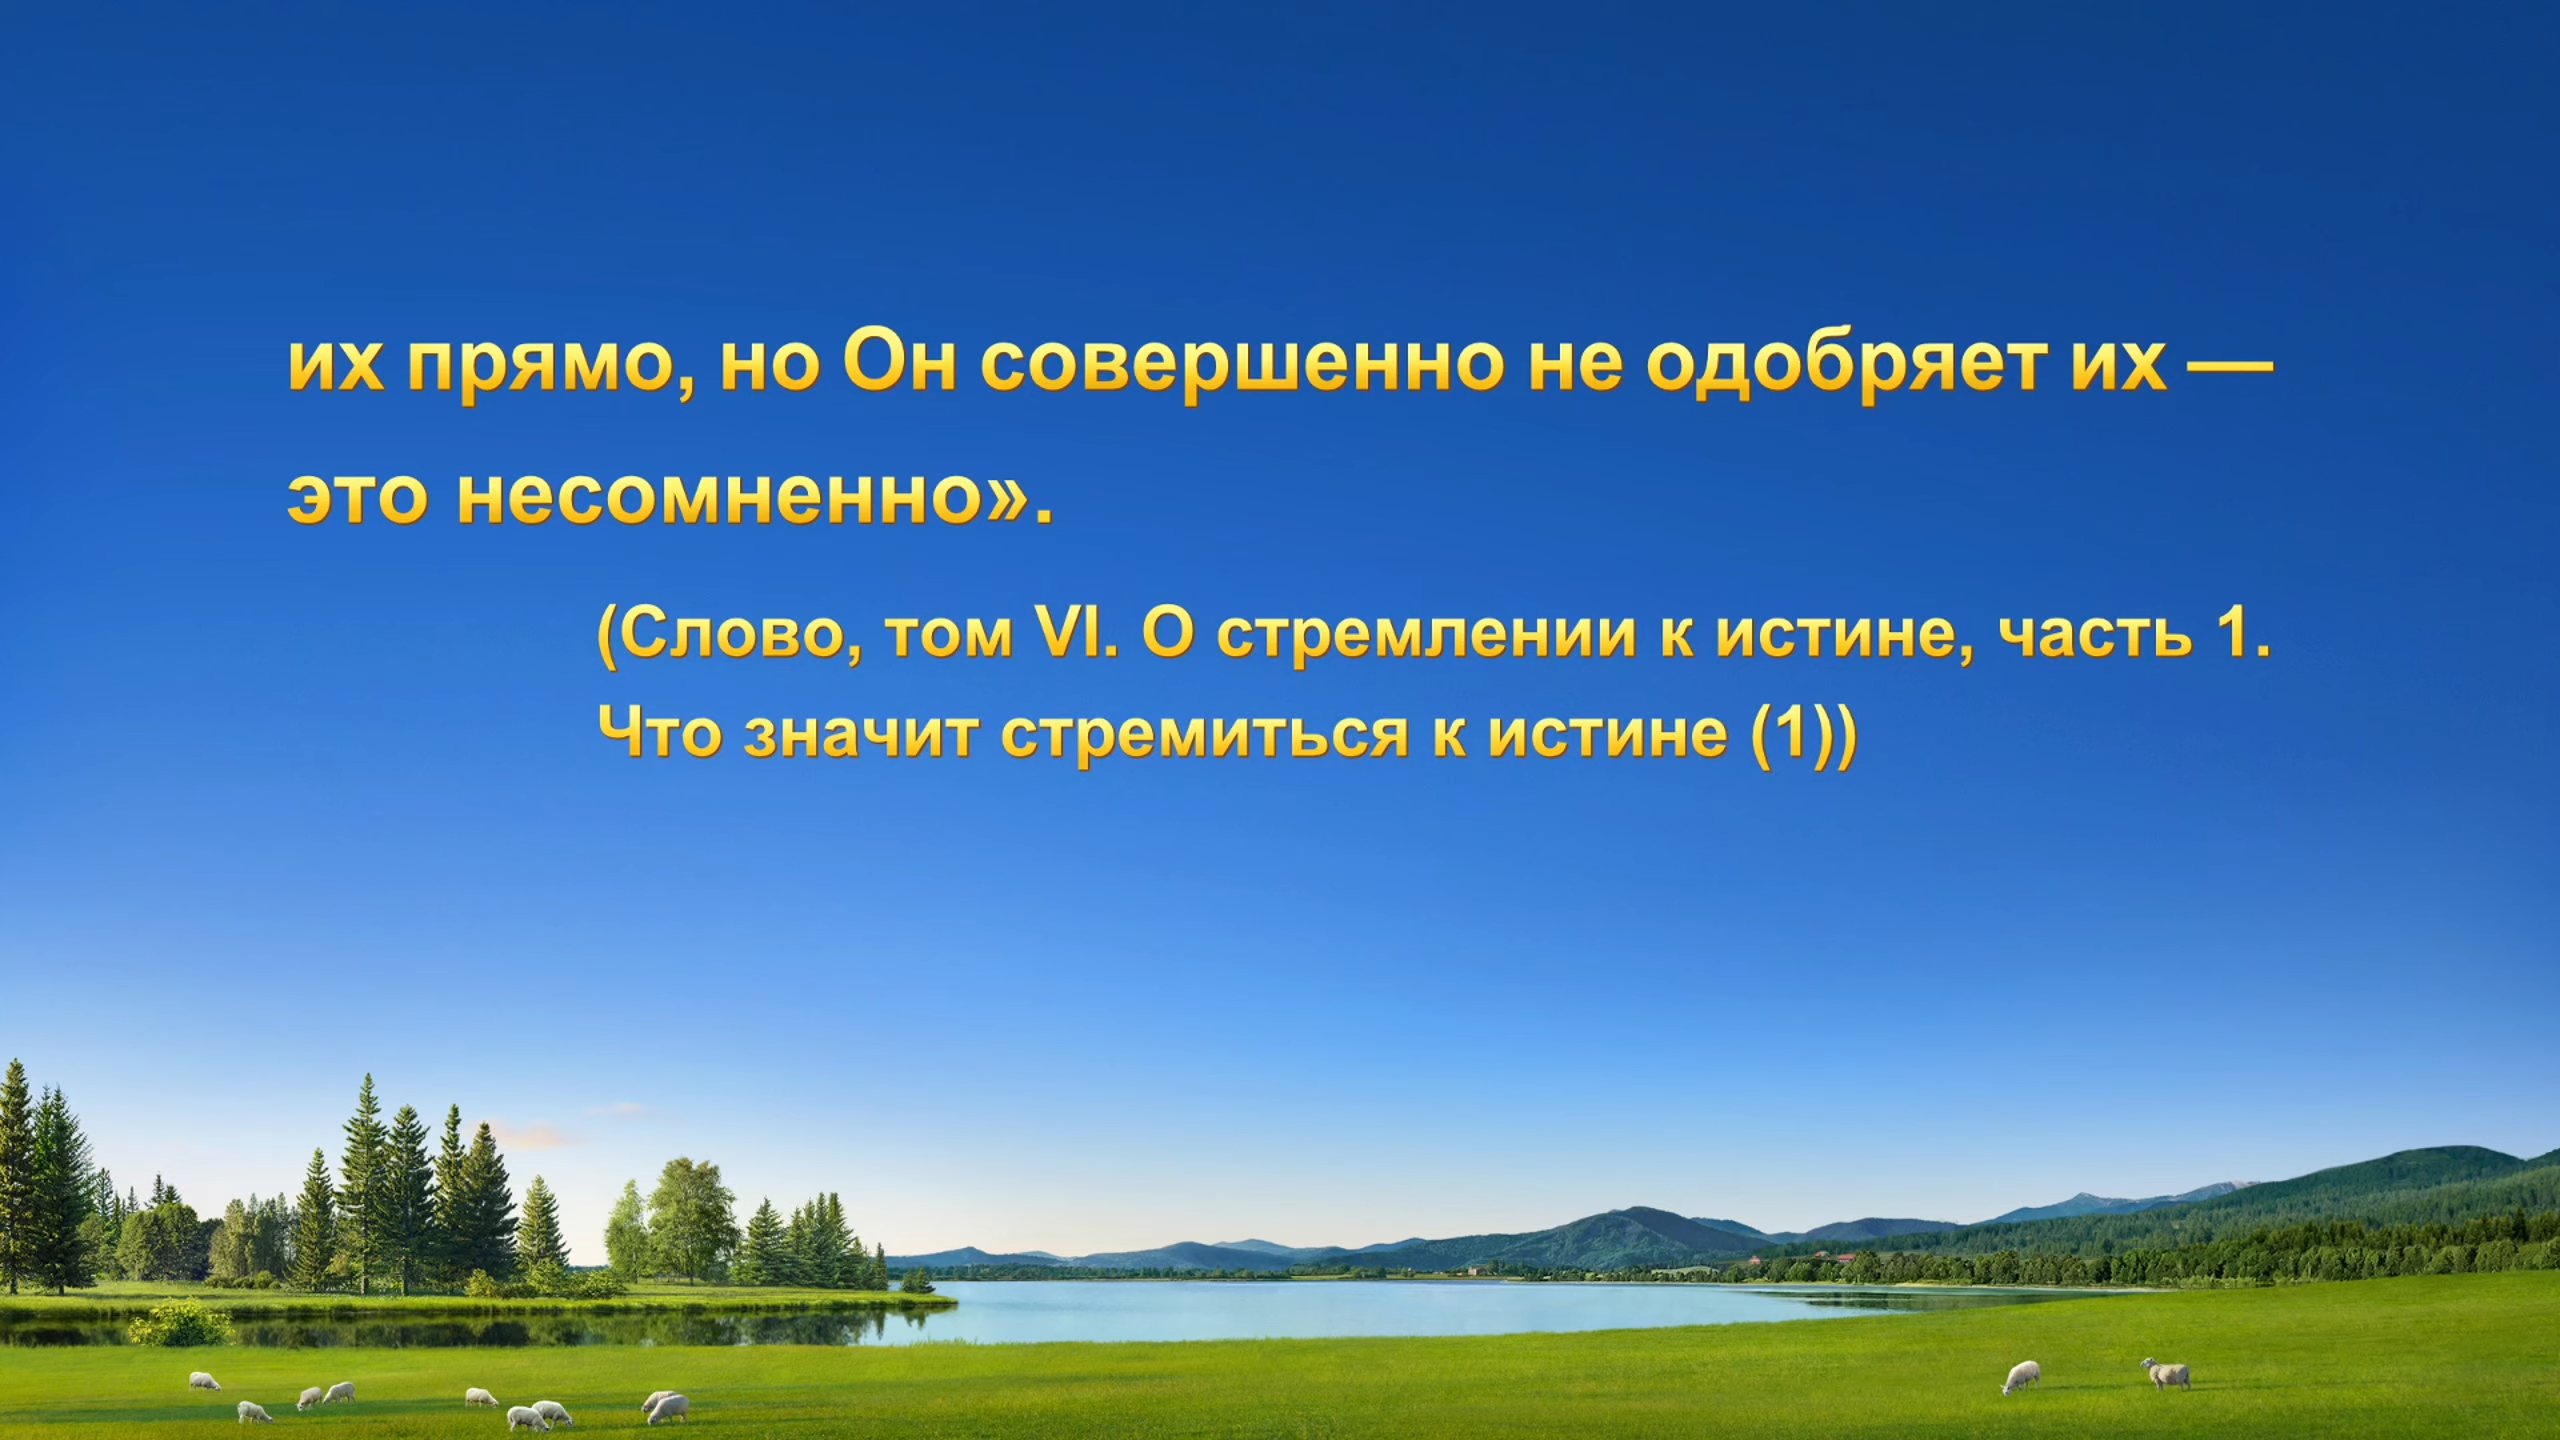 их прямо, но Он совершенно не одобряет их —
это несомненно».
(Слово, том VI. О стремлении к истине, часть 1.
Что значит стремиться к истине (1))